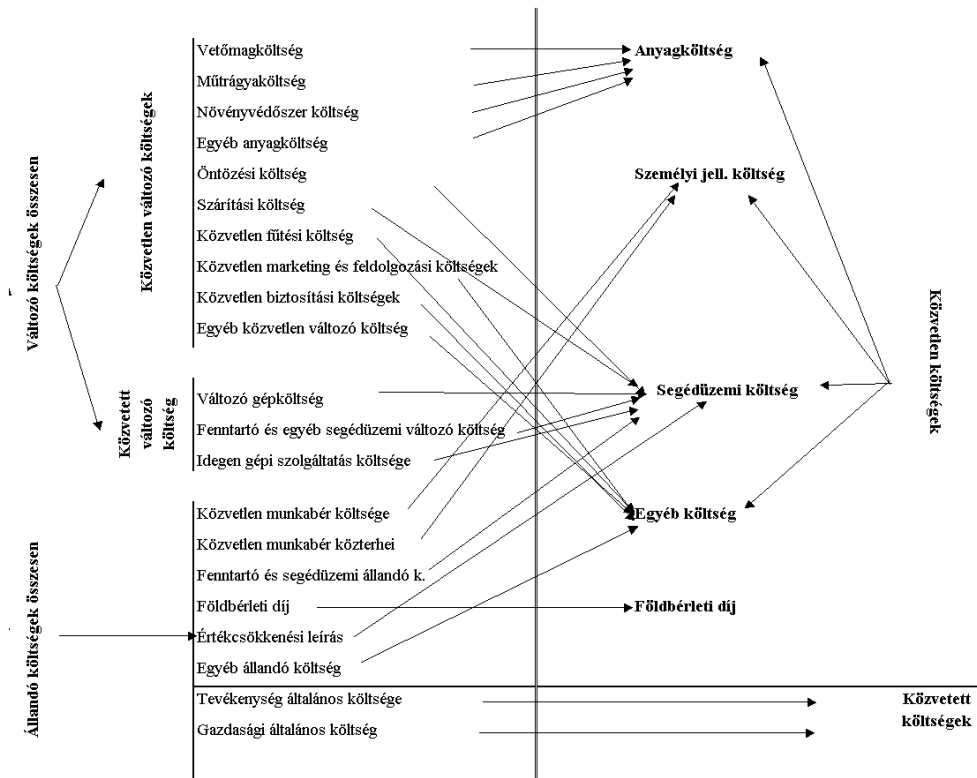 Változó költségek összesen
Közvetlen változó költségek
Vetőmagköltség
Műtrágyaköltség
Növényvédőszer költség
Egyéb anyagköltség
Öntözési költség
Szárítási költség
Közvetlen fűtési költség
Közvetlen marketing és feldolgozási költségek
Közvetlen biztosítási költségek
Egyéb közvetlen változó költség
Közvetett
változó
költség
Változó gépköltség
Fenntartó és egyéb segédüzemi változó költség
Idegen gépi szolgáltatás költsége
Állandó költségek összesen
Közvetlen munkabér költsége
Közvetlen munkabér közterhei
Fenntartó és segédüzemi állandó k.
Földbérleti díj
Értékcsökkenési leírás
Egyéb állandó költség
Tevékenység általános költsége
Gazdasági általános költség
Anyagköltség
Személyi jell. költség
Segédüzemi költség
Egyéb költség
Földbérleti díj
Közvetlen költségek
Közvetett
költségek